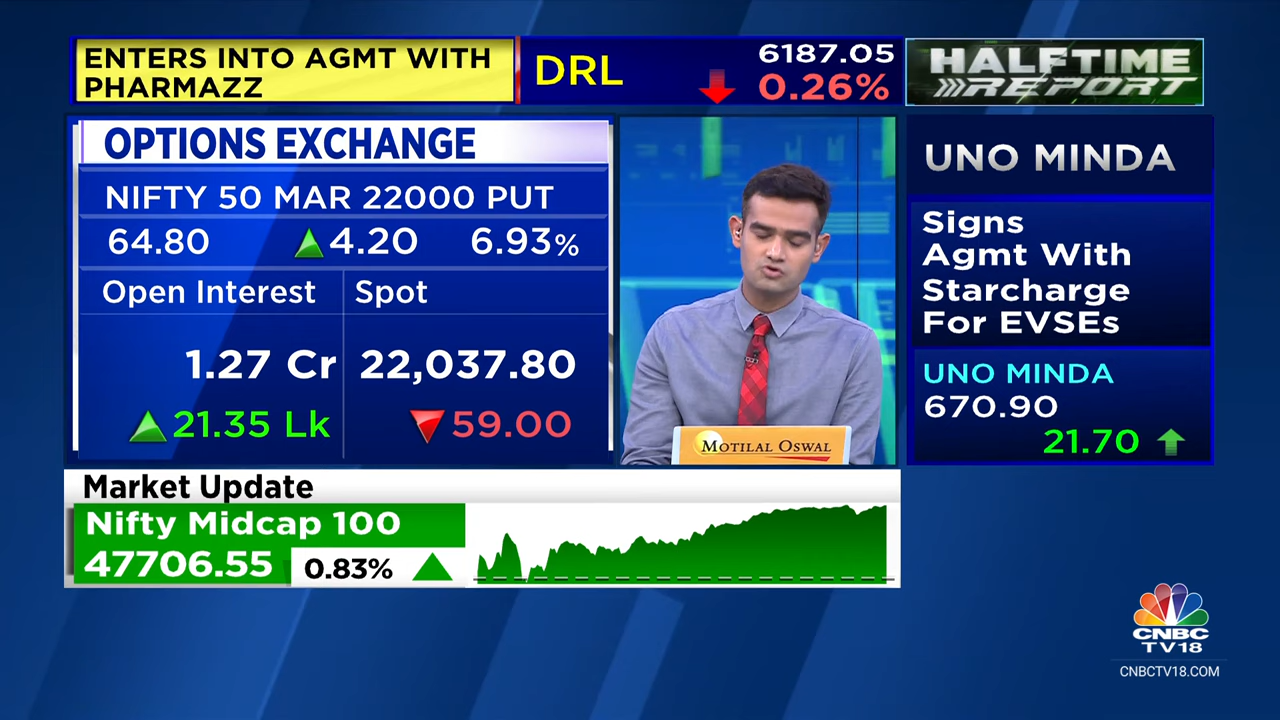 ENTERS INTO AGMT WITH
PHARMAZZ
DRL
6187.05
0.26%
HALFTIME
REPORT
OPTIONS EXCHANGE
NIFTY 50 MAR 22000 PUT
64.80 4.20 6.93%
Open Interest Spot
1.27 Cr 22,037.80
21.35 Lk 59.00
MOTILAL OSWAL
UNO MINDA
Signs
Agmt With
Starcharge
For EVSEs
UNO MINDA
670.90
21.70
Market Update
Nifty Midcap 100
47706.55 0.83%
CNBC
TV18
CNBCTV18.COM